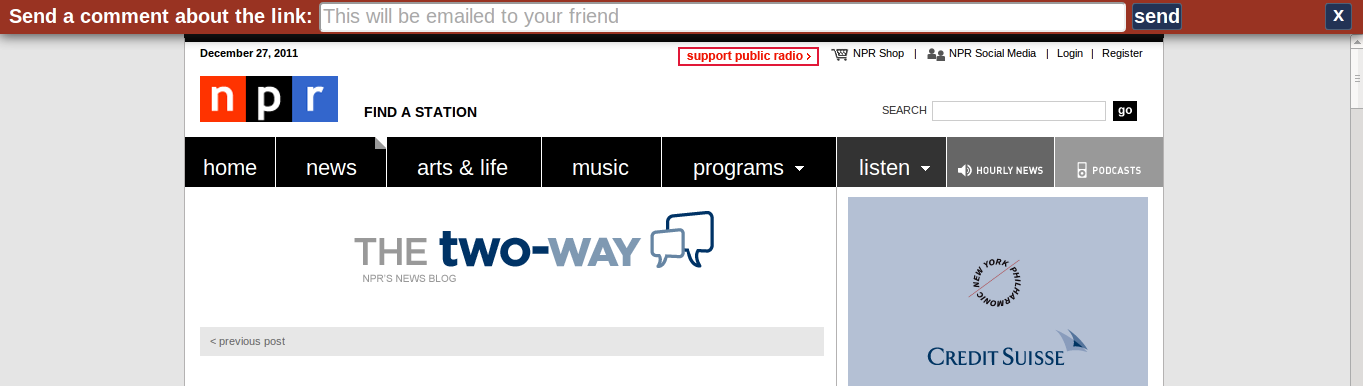 Send a comment about the link: This will be emailed to your friend send x
December 27, 2011 support public radio > NPR Shop | NPR Social Media | Login | Register
npr FIND A STATION SEARCH go
home news arts & life music programs listen HOURLY NEWS PODCASTS
THE two-way
NPR'S NEWS BLOG
NEW YORK PHILHARMONIC
CREDIT SUISSE
< previous post